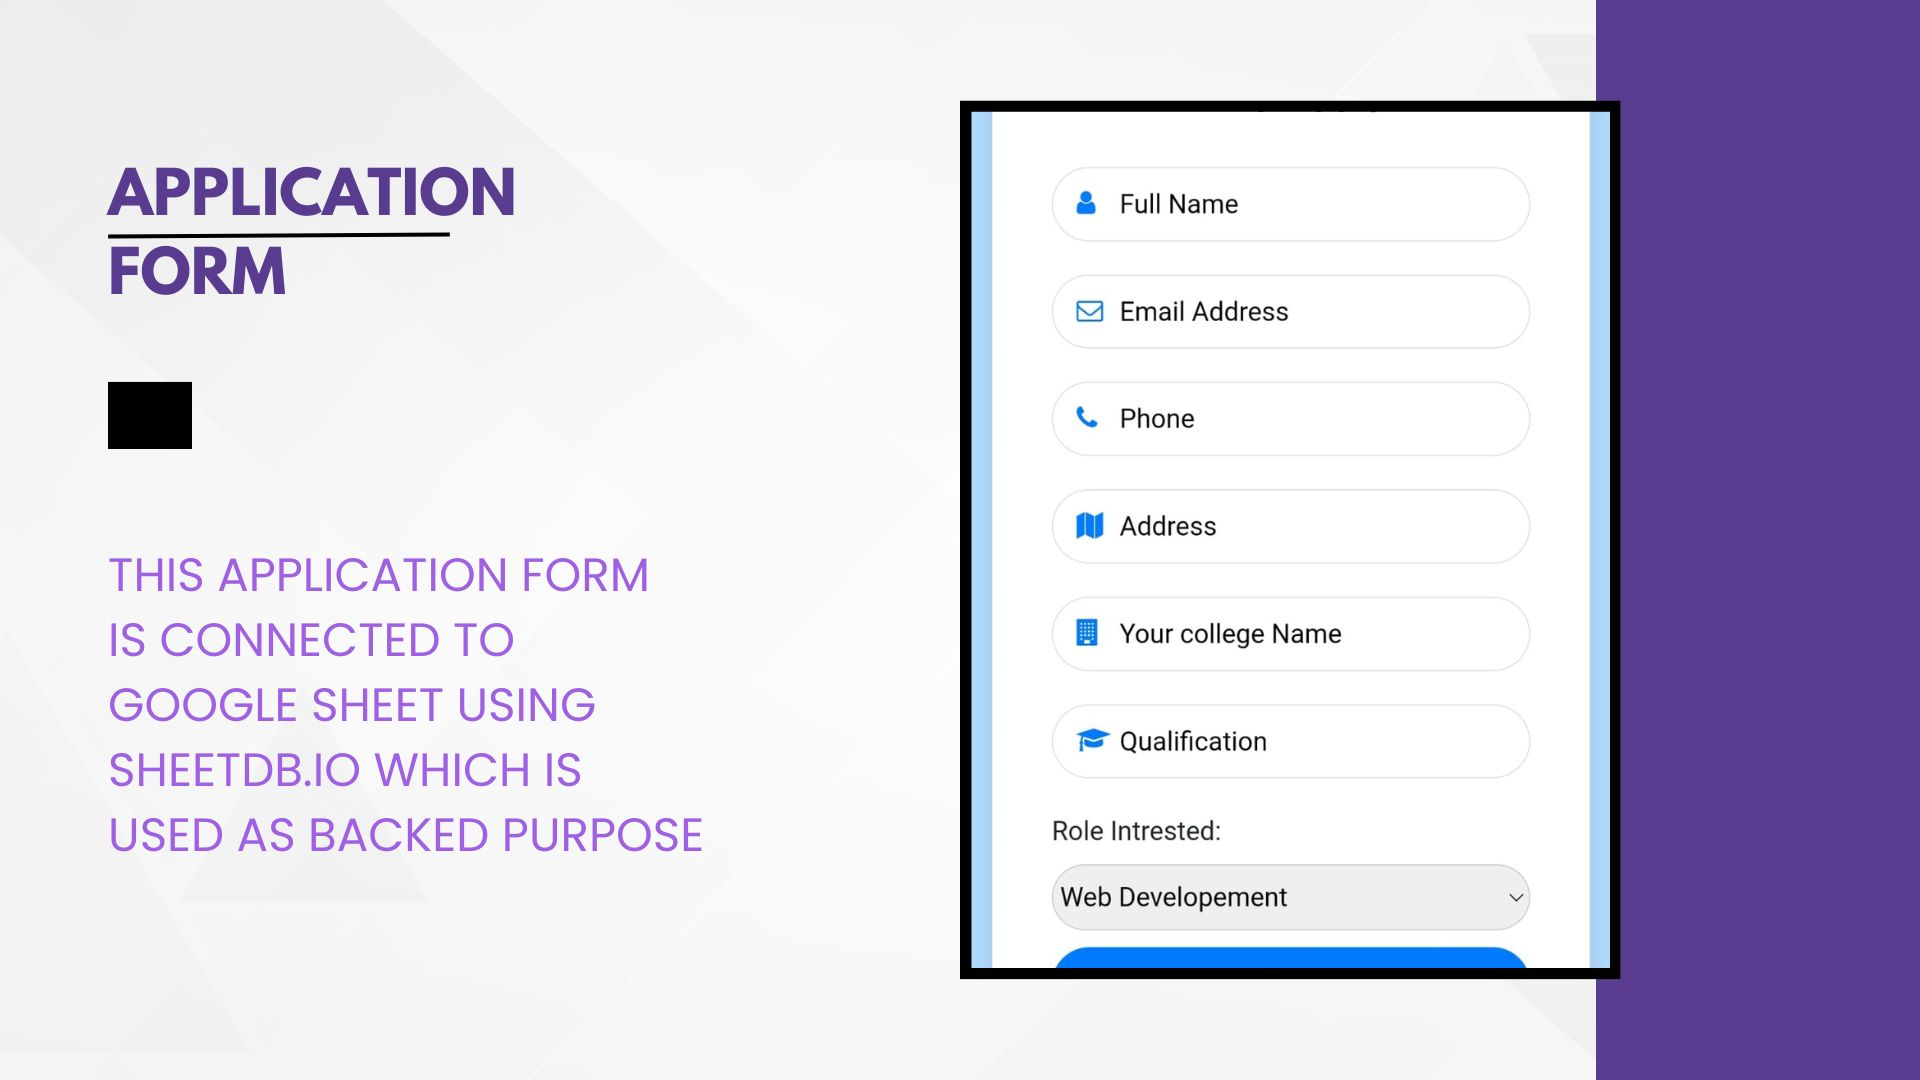 APPLICATION
FORM
THIS APPLICATION FORM
IS CONNECTED TO
GOOGLE SHEET USING
SHEETDB.IO WHICH IS
USED AS BACKED PURPOSE
Full Name
Email Address
Phone
Address
Your college Name
Qualification
Role Intrested:
Web Developement